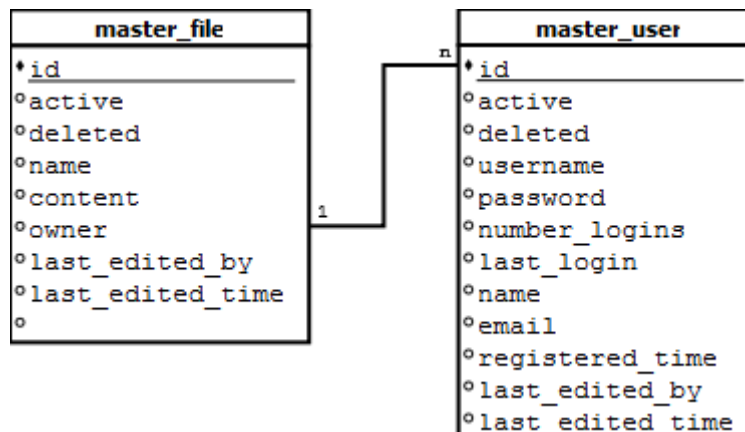 master_file
id
active
deleted
name
content
owner
last_edited_by
last_edited_time
1
n
master_user
id
active
deleted
username
password
number_logins
last_login
name
email
registered_time
last_edited_by
last_edited_time